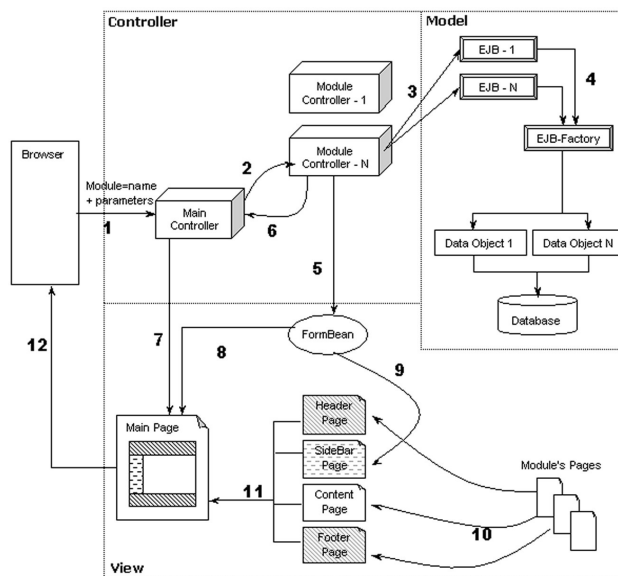 Controller
Model
EJB - 1
EJB - N
3
4
Module
Controller - 1
EJB-Factory
Browser
2
Module
Controller - N
Module=name
+ parameters
1
Main
Controller
6
Data Object 1
Data Object N
5
Database
12
7
8
FormBean
9
Main Page
Header
Page
SideBar
Page
Module's Pages
11
Content
Page
10
Footer
Page
View